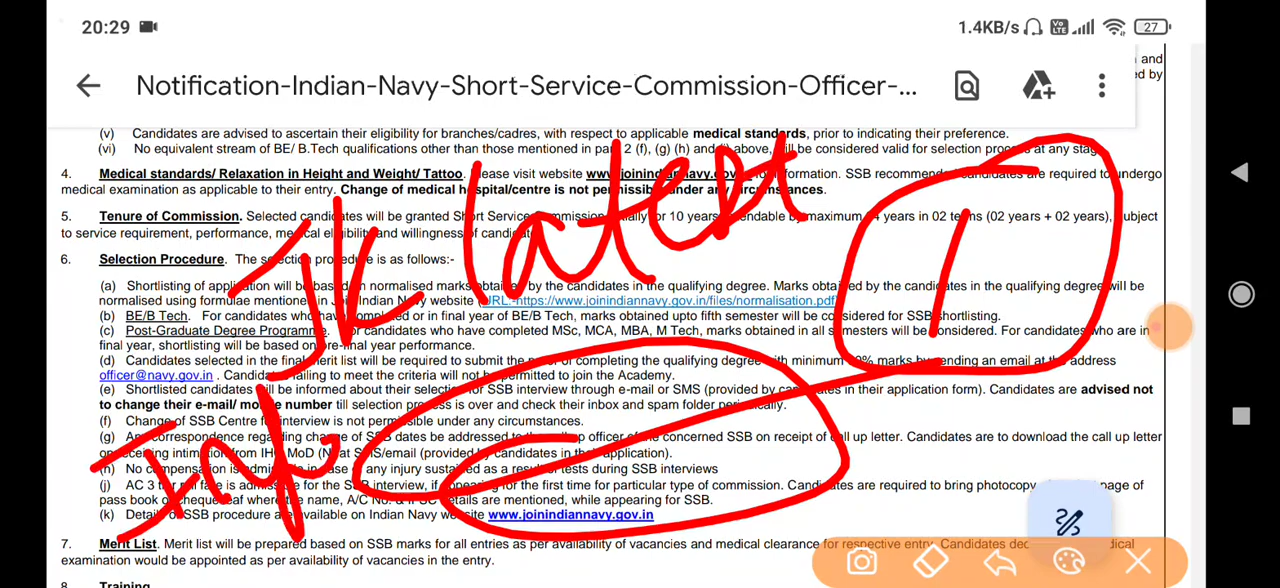 20:29 1.4KB/s Vo LTE 27
Notification-Indian-Navy-Short-Service-Commission-Officer-...
and
ed by
(v) Candidates are advised to ascertain their eligibility for branches/cadres, with respect to applicable medical standards, prior to indicating their preference.
(vi) No equivalent stream of BE/ B.Tech qualifications other than those mentioned in para 2 (f), (g) (h) and above, will be considered valid for selection process at any stage.
4. Medical standards/ Relaxation in Height and Weight/ Tattoo. Please visit website www.joinindiannavy.gov.in for information. SSB recommended candidates are required to undergo
medical examination as applicable to their entry. Change of medical hospital/centre is not permissible under any circumstances.
5. Tenure of Commission. Selected candidates will be granted Short Service Commission initially for 10 years extendable by maximum 04 years in 02 terms (02 years + 02 years), subject
to service requirement, performance, medical eligibility and willingness of candidate.
6. Selection Procedure. The selection procedure is as follows:-
(a) Shortlisting of application will be based on normalised marks obtained by the candidates in the qualifying degree. Marks obtained by the candidates in the qualifying degree will be
normalised using formulae mentioned in Join Indian Navy website (URL.-https://www.joinindiannavy.gov.in/files/normalisation.pdf)
(b) BE/B Tech. For candidates who have completed or in final year of BE/B Tech, marks obtained upto fifth semester will be considered for SSB shortlisting.
(c) Post-Graduate Degree Programme. For candidates who have completed MSc, MCA, MBA, M Tech, marks obtained in all semesters will be considered. For candidates who are in
final year, shortlisting will be based on pre-final year performance.
(d) Candidates selected in the final merit list will be required to submit the proof of completing the qualifying degree with minimum 60% marks by sending an email at the address
officer@navy.gov.in . Candidates failing to meet the criteria will not be permitted to join the Academy.
(e) Shortlisted candidates will be informed about their selection for SSB interview through e-mail or SMS (provided by candidates in their application form). Candidates are advised not
to change their e-mail/ mobile number till selection process is over and check their inbox and spam folder periodically.
(f) Change of SSB Centre for interview is not permissible under any circumstances.
(g) Any correspondence regarding change of SSB dates be addressed to the call up officer of the concerned SSB on receipt of call up letter. Candidates are to download the call up letter
on receiving intimation from IHQ MoD (N) at SMS/email (provided by candidates in their application).
(h) No compensation is admissible in case of any injury sustained as a result of tests during SSB interviews
(j) AC 3 tier rail fare is admissible for the SSB interview, if appearing for the first time for particular type of commission. Candidates are required to bring photocopy page of
pass book or cheque leaf where the name, A/C No. & IFSC details are mentioned, while appearing for SSB.
(k) Details of SSB procedure are available on Indian Navy website www.joinindiannavy.gov.in
7. Merit List. Merit list will be prepared based on SSB marks for all entries as per availability of vacancies and medical clearance for respective entry. Candidates medical
examination would be appointed as per availability of vacancies in the entry.
8. Training
latest
Info